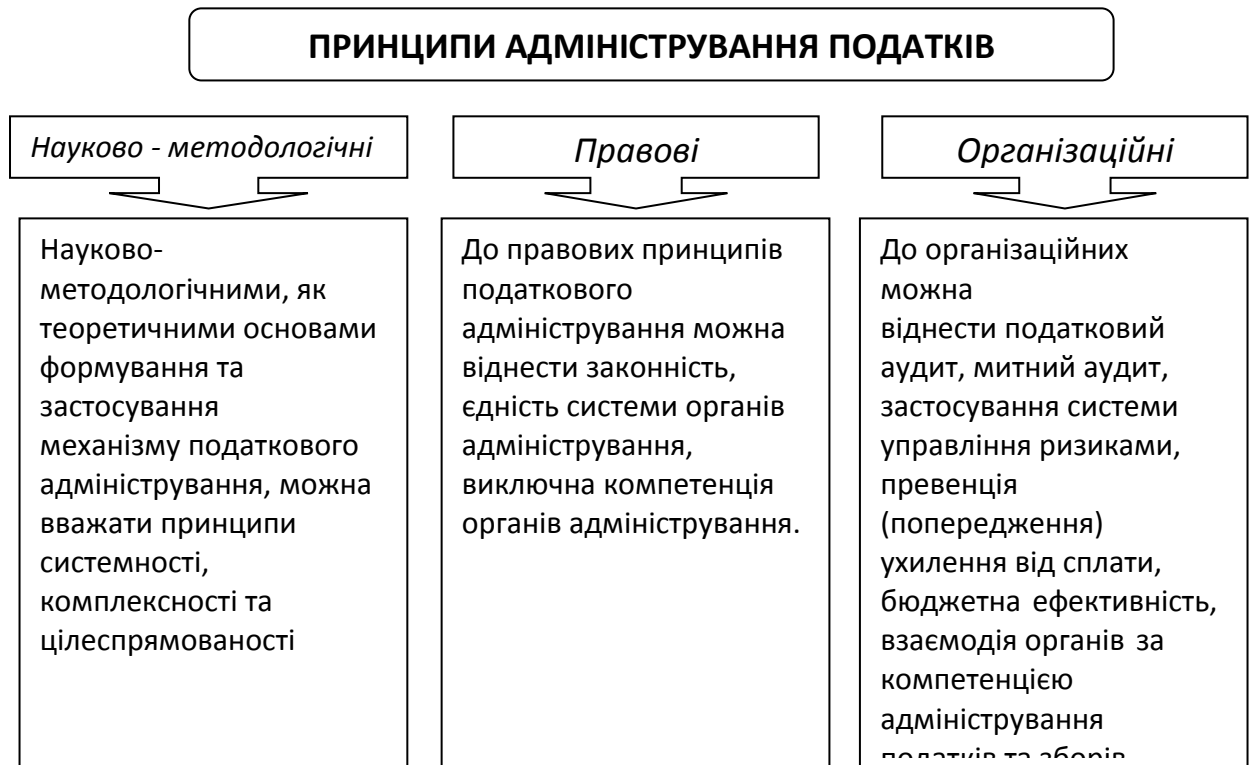 ПРИНЦИПИ АДМІНІСТРУВАННЯ ПОДАТКІВ
Науково - методологічні
Правові
Організаційні
Науково-
методологічними, як
теоретичними основами
формування та
застосування
механізму податкового
адміністрування, можна
вважати принципи
системності,
комплексності та
цілеспрямованості
До правових принципів
податкового
адміністрування можна
віднести законність,
єдність системи органів
адміністрування,
виключна компетенція
органів адміністрування.
До організаційних
можна
віднести податковий
аудит, митний аудит,
застосування системи
управління ризиками,
превенція
(попередження)
ухилення від сплати,
бюджетна ефективність,
взаємодія органів за
компетенцією
адміністрування
податків та зборів